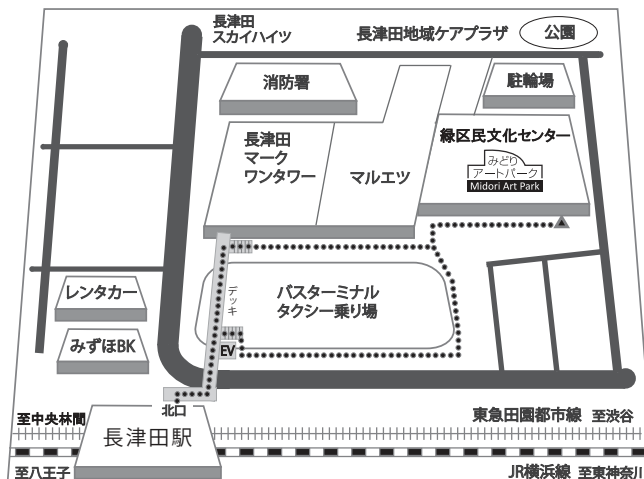 長津田
スカイハイツ
長津田地域ケアプラザ
公園
消防署
駐輪場
長津田
マーク
ワンタワー
マルエツ
緑区民文化センター
みどり
アートパーク
Midori Art Park
レンタカー
デッキ
バスターミナル
タクシー乗り場
みずほBK
EV
北口
至中央林間
長津田駅
東急田園都市線 至渋谷
至八王子
JR横浜線 至東神奈川